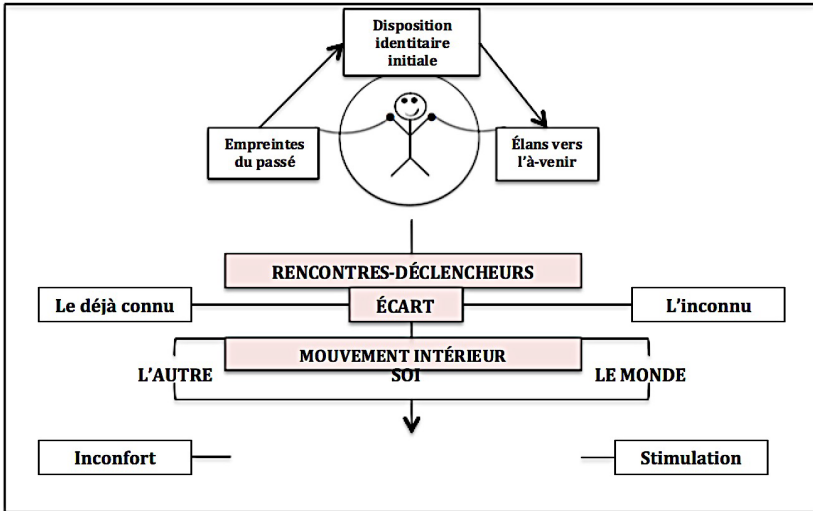 Disposition
identitaire
initiale
Empreintes
du passé
Élans vers
l'à-venir
RENCONTRES-DÉCLENCHEURS
Le déjà connu
ÉCART
L'inconnu
MOUVEMENT INTÉRIEUR
L'AUTRE
SOI
LE MONDE
Inconfort
Stimulation